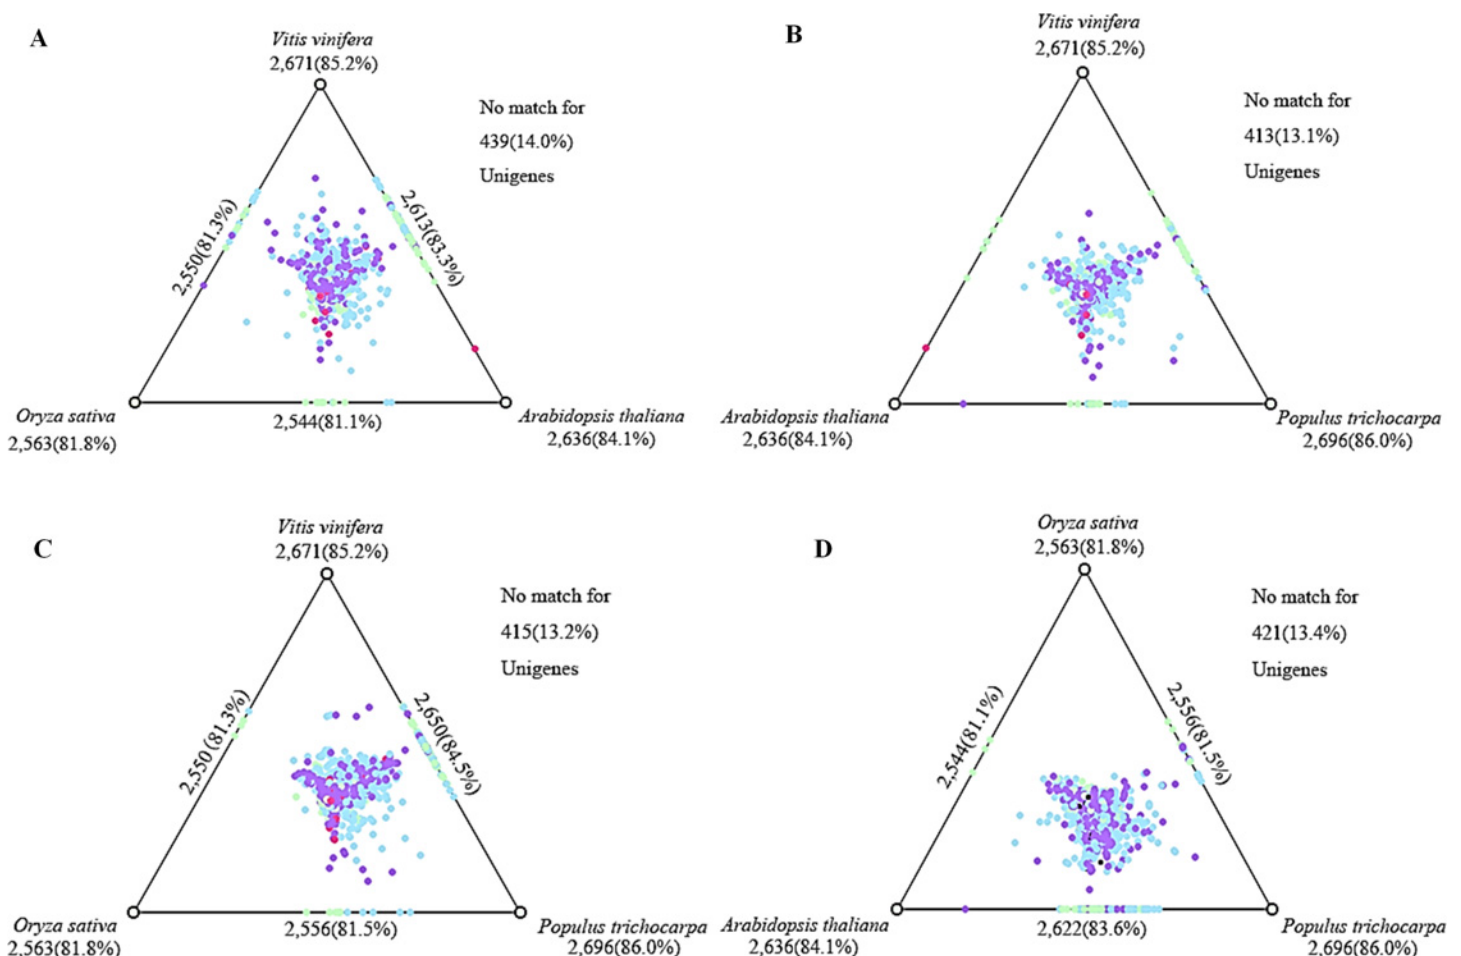 A
Vitis vinifera
2,671(85.2%)
No match for
439(14.0%)
Unigenes
2,550(81.3%)
2,613(83.3%)
Oryza sativa
2,563(81.8%)
2,544(81.1%)
Arabidopsis thaliana
2,636(84.1%)
B
Vitis vinifera
2,671(85.2%)
No match for
413(13.1%)
Unigenes
Arabidopsis thaliana
2,636(84.1%)
Populus trichocarpa
2,696(86.0%)
C
Vitis vinifera
2,671(85.2%)
No match for
415(13.2%)
Unigenes
2,550 (81.3%)
2,650(84.5%)
Oryza sativa
2,563(81.8%)
2,556(81.5%)
Populus trichocarpa
2,696(86.0%)
D
Oryza sativa
2,563(81.8%)
No match for
421(13.4%)
Unigenes
2,544(81.1%)
2,556(81.5%)
Arabidopsis thaliana
2,636(84.1%)
2,622(83.6%)
Populus trichocarpa
2,696(86.0%)